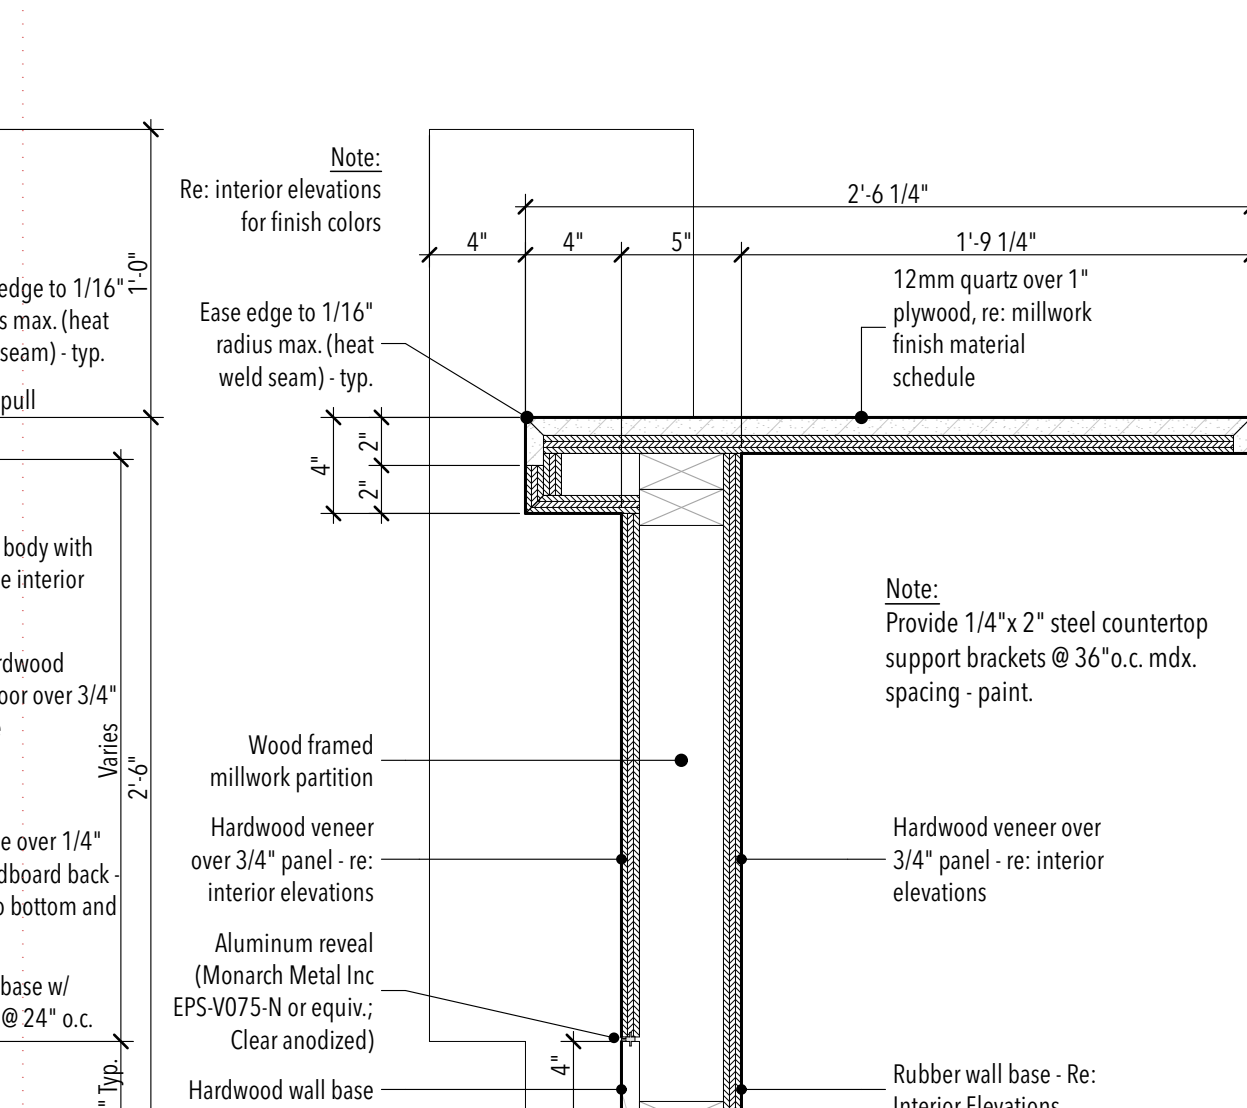 1'-0"
edge to 1/16"
s max. (heat
seam) - typ.
pull
body with
e interior
rdwood
oor over 3/4"
Varies
2'-6"
e over 1/4"
dboard back -
o bottom and
base w/
@ 24" o.c.
" Typ.
Note:
Re: interior elevations
for finish colors
2'-6 1/4"
4"
4"
5"
1'-9 1/4"
Ease edge to 1/16"
radius max. (heat
weld seam) - typ.
12mm quartz over 1"
plywood, re: millwork
finish material
schedule
4"
2"
2"
Note:
Provide 1/4"x 2" steel countertop
support brackets @ 36"o.c. mdx.
spacing - paint.
Wood framed
millwork partition
Hardwood veneer
over 3/4" panel - re:
interior elevations
Hardwood veneer over
3/4" panel - re: interior
elevations
Aluminum reveal
(Monarch Metal Inc
EPS-V075-N or equiv.;
Clear anodized)
4"
Hardwood wall base
Rubber wall base - Re:
Interior Elevations